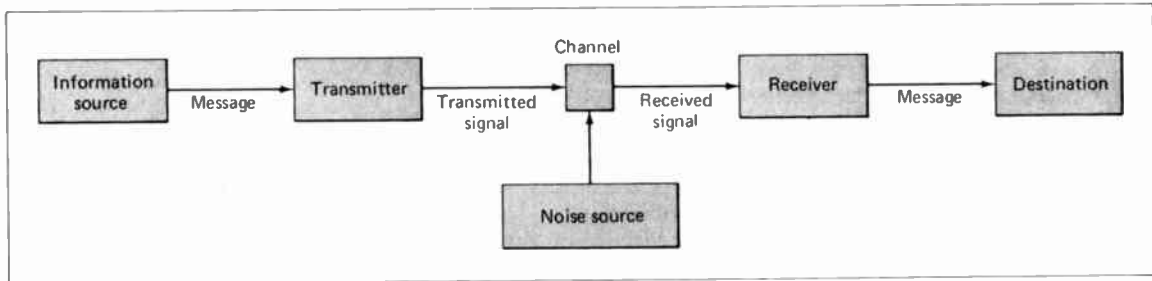 Channel
Information
source
Message
Transmitter
Transmitted
signal
Received
signal
Receiver
Message
Destination
Noise source